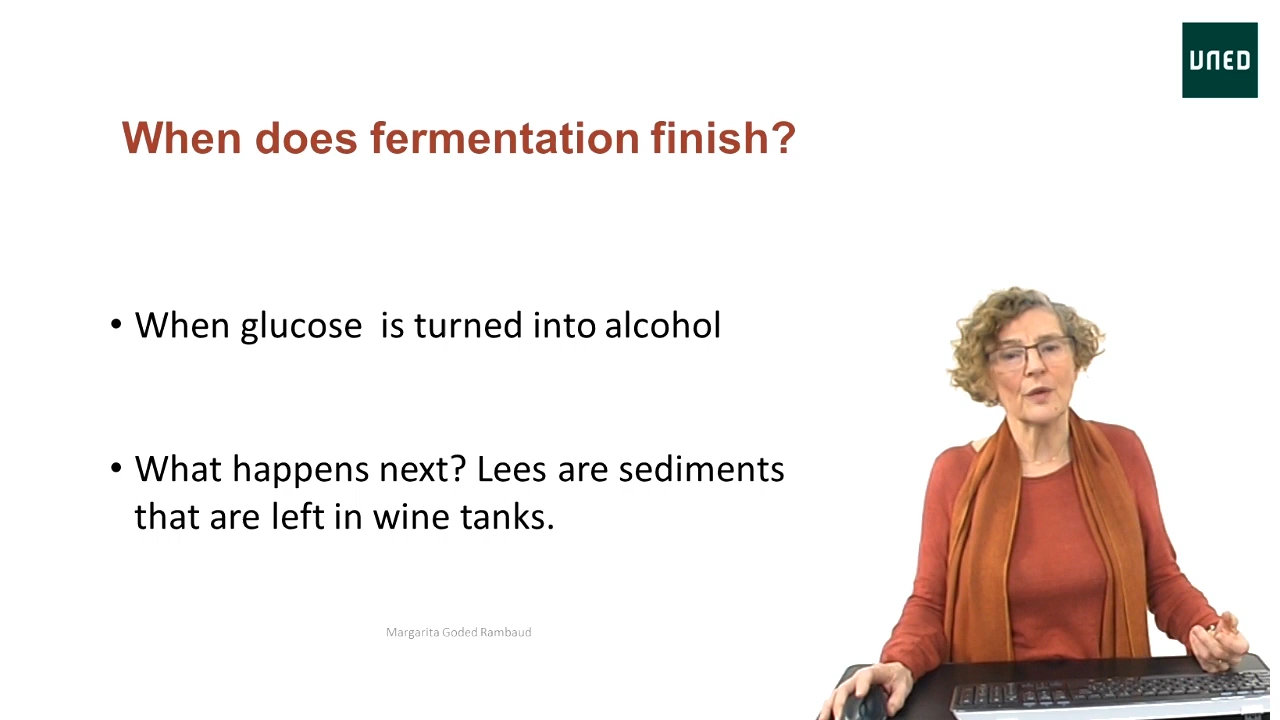 UNED
When does fermentation finish?
• When glucose  is turned into alcohol
• What happens next? Lees are sediments
that are left in wine tanks.
Margarita Goded Rambaud